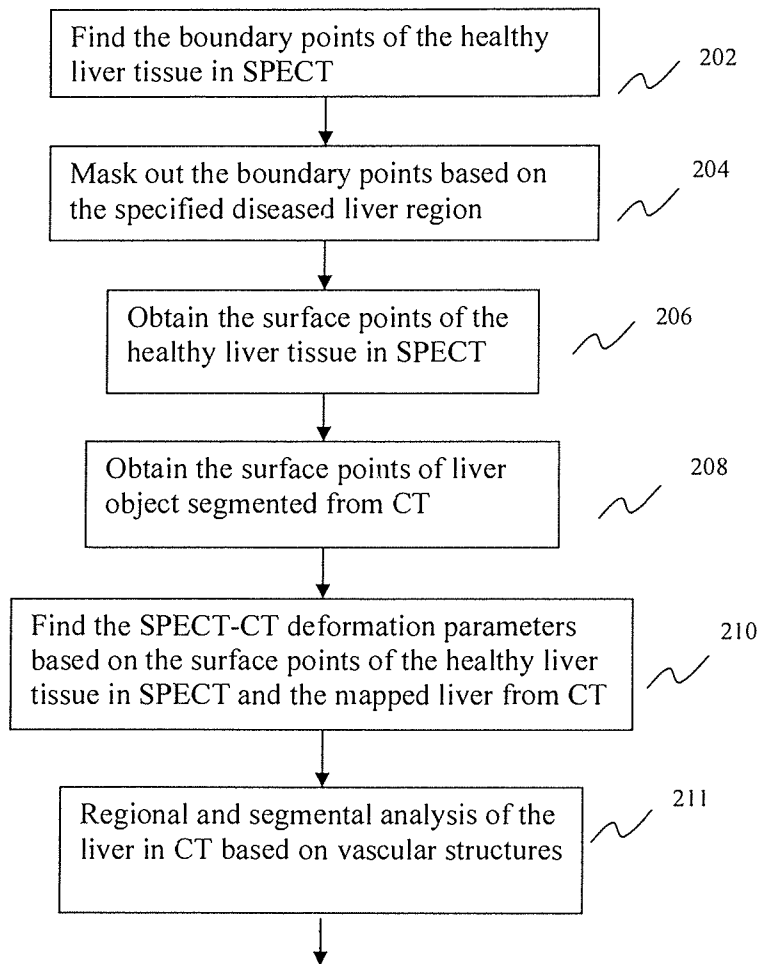 Find the boundary points of the healthy
liver tissue in SPECT
202
Mask out the boundary points based on
the specified diseased liver region
204
Obtain the surface points of the
healthy liver tissue in SPECT
206
Obtain the surface points of liver
object segmented from CT
208
Find the SPECT-CT deformation parameters
based on the surface points of the healthy liver
tissue in SPECT and the mapped liver from CT
210
Regional and segmental analysis of the
liver in CT based on vascular structures
211